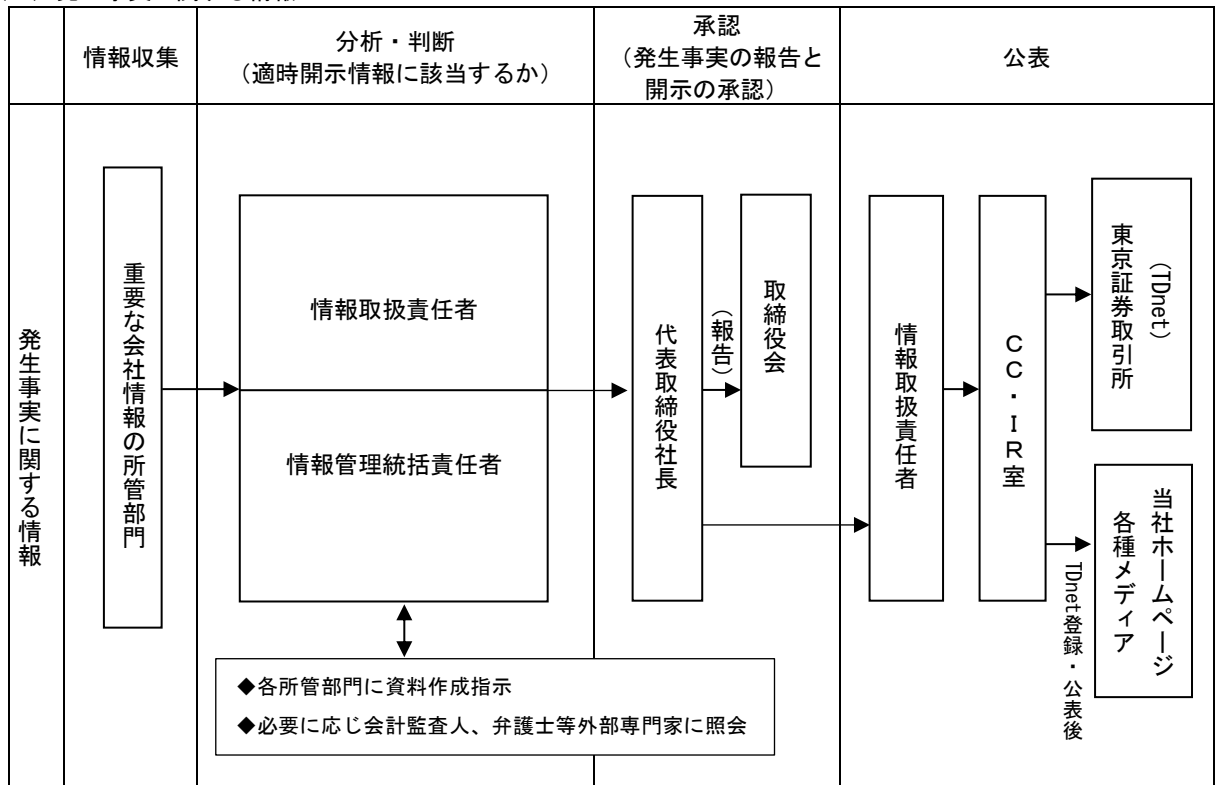 情報収集
分析・判断
（適時開示情報に該当するか）
承認
（発生事実の報告と
開示の承認）
公表
発生事実に関する情報
重要な会社情報の所管部門
情報取扱責任者
情報管理統括責任者
◆各所管部門に資料作成指示
◆必要に応じ会計監査人、弁護士等外部専門家に照会
代表取締役社長
（報告）
取締役会
情報取扱責任者
ＣＣ・ＩＲ室
東京証券取引所
（TDnet）
TDnet登録・公表後
当社ホームページ
各種メディア